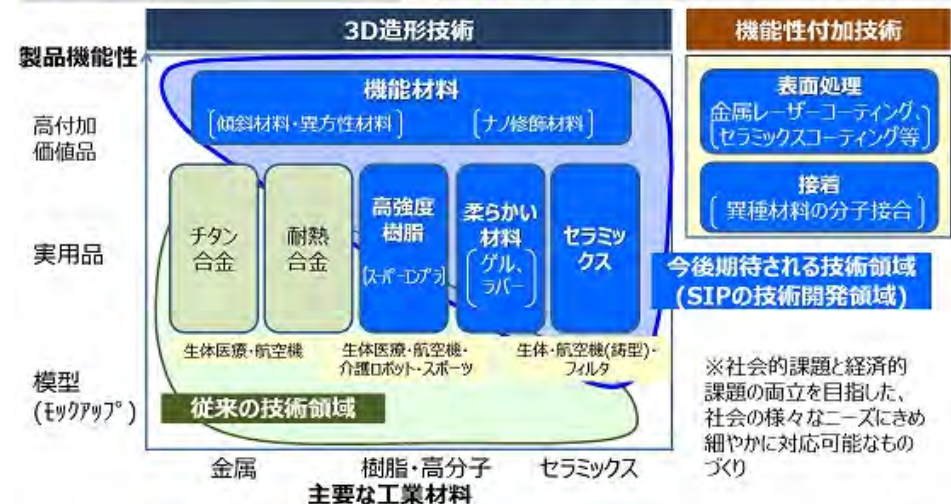 3D造形技術
機能性付加技術
製品機能性
高付加
価値品
実用品
模型
(ﾓｯｸｱｯﾌﾟ)
機能材料
[傾斜材料・異方性材料]
[ナノ修飾材料]
チタン
合金
耐熱
合金
高強度
樹脂
(ｽｰﾊﾟｰｴﾝﾌﾟﾗ)
柔らかい
材料
ゲル、
ラバー
セラミッ
クス
生体医療・航空機
生体医療・航空機・
介護ロボット・スポーツ
生体・航空機(鋳型)・
フィルタ
従来の技術領域
金属
樹脂・高分子
セラミックス
主要な工業材料
表面処理
金属レーザーコーティング、
セラミックスコーティング等
接着
[異種材料の分子接合]
今後期待される技術領域
(SIPの技術開発領域)
※社会的課題と経済的
課題の両立を目指した、
社会の様々なニーズにきめ
細やかに対応可能なもの
づくり